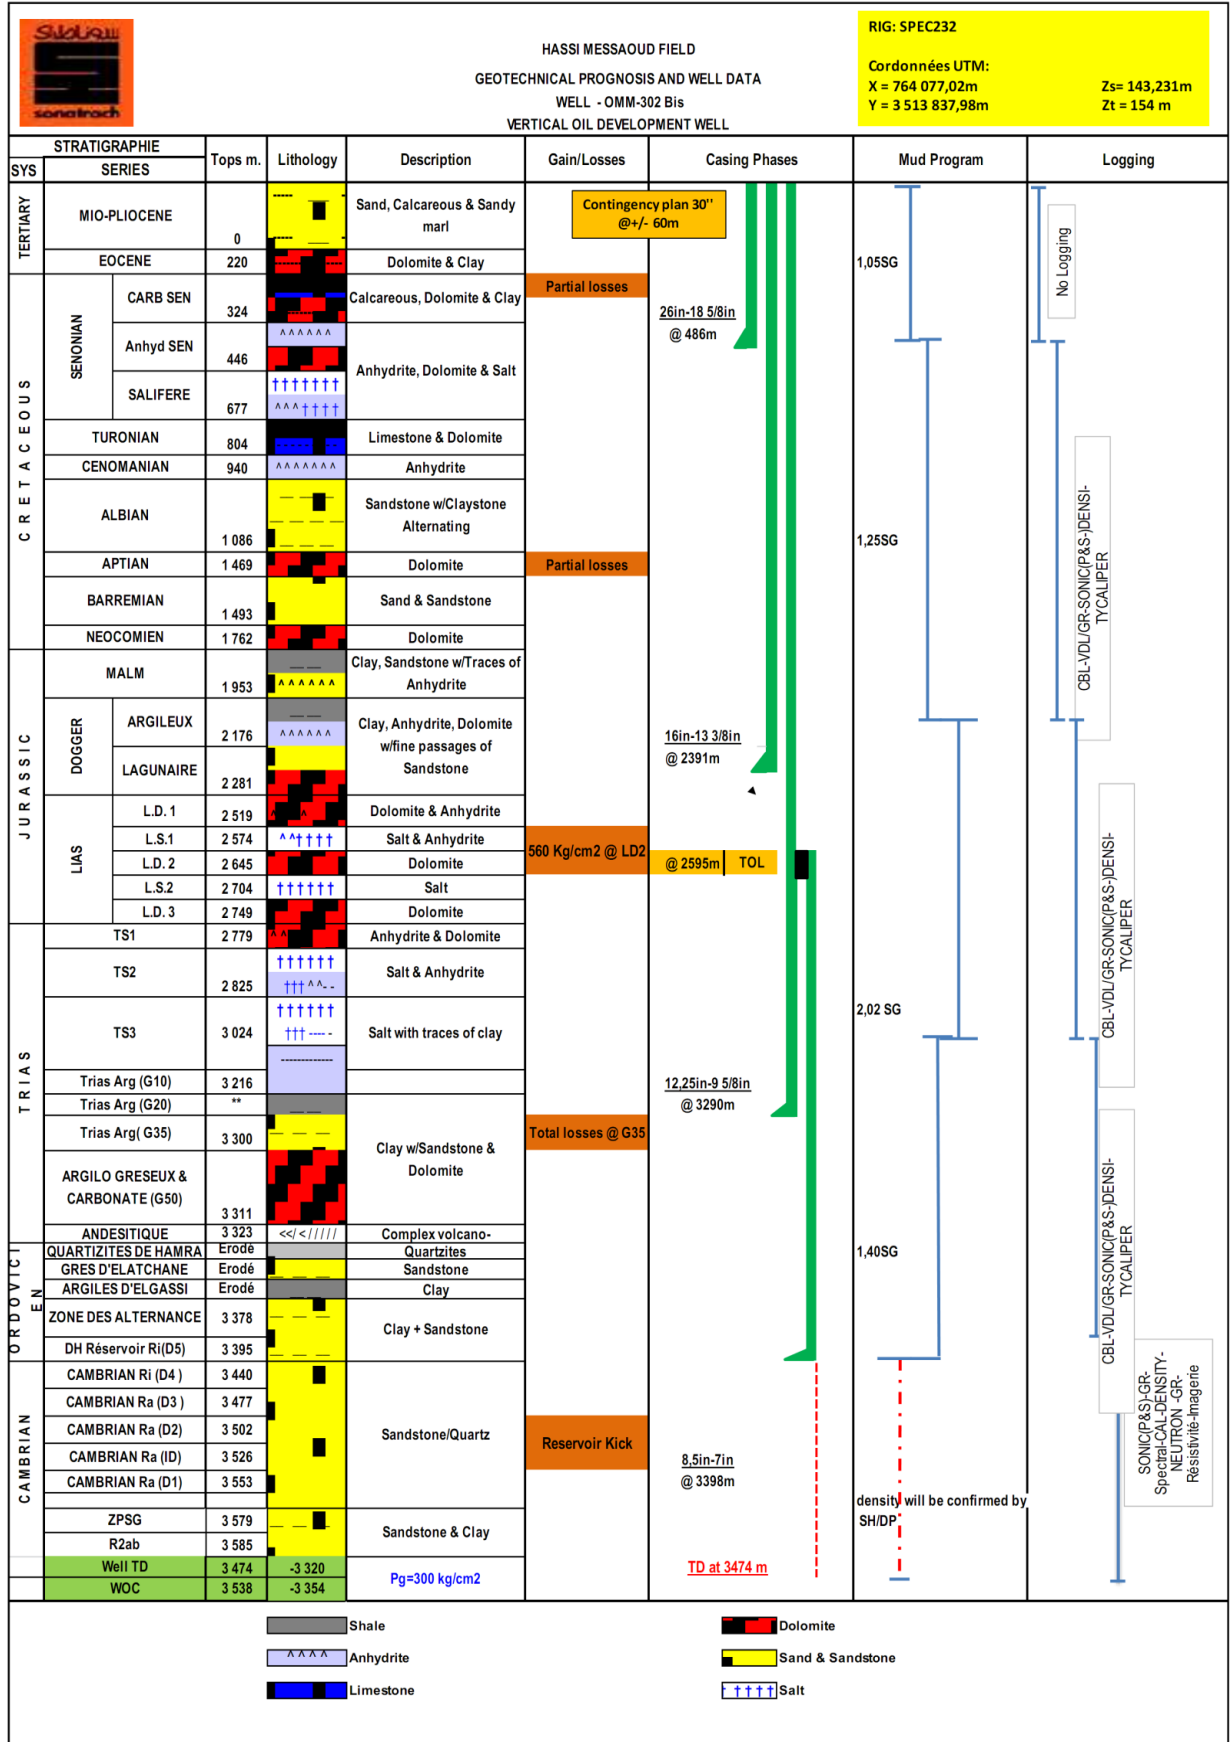 سوناطراك
sonatrach
HASSI MESSAOUD FIELD
GEOTECHNICAL PROGNOSIS AND WELL DATA
WELL - OMM-302 Bis
VERTICAL OIL DEVELOPMENT WELL
RIG: SPEC232
Cordonnées UTM:
X = 764 077,02m Zs= 143,231m
Y = 3 513 837,98m Zt = 154 m
STRATIGRAPHIE
SYS SERIES Tops m. Lithology Description Gain/Losses Casing Phases Mud Program Logging
TERTIARY
MIO-PLIOCENE 0 Sand, Calcareous & Sandy
marl
Contingency plan 30''
@+/- 60m
EOCENE 220 Dolomite & Clay
1,05SG
No Logging
CRETACEOUS
SENONIAN
CARB SEN 324 Calcareous, Dolomite & Clay
Partial losses
26in-18 5/8in
@ 486m
Anhyd SEN 446
Anhydrite, Dolomite & Salt
SALIFERE 677
TURONIAN 804 Limestone & Dolomite
CENOMANIAN 940 Anhydrite
ALBIAN 1 086 Sandstone w/Claystone
Alternating
1,25SG
APTIAN 1 469 Dolomite Partial losses
BARREMIAN 1 493 Sand & Sandstone
NEOCOMIEN 1 762 Dolomite
CBL-VDL/GR-SONIC(P&S-)DENSI-
TYCALIPER
JURASSIC
MALM 1 953 Clay, Sandstone w/Traces of
Anhydrite
DOGGER
ARGILEUX 2 176 Clay, Anhydrite, Dolomite
w/fine passages of
Sandstone
LAGUNAIRE 2 281
16in-13 3/8in
@ 2391m
LIAS
L.D. 1 2 519 Dolomite & Anhydrite
L.S.1 2 574 Salt & Anhydrite
560 Kg/cm2 @ LD2
@ 2595m TOL
L.D. 2 2 645 Dolomite
L.S.2 2 704 Salt
L.D. 3 2 749 Dolomite
CBL-VDL/GR-SONIC(P&S-)DENSI-
TYCALIPER
TRIAS
TS1 2 779 Anhydrite & Dolomite
TS2 2 825 Salt & Anhydrite
TS3 3 024 Salt with traces of clay
2,02 SG
Trias Arg (G10) 3 216
12,25in-9 5/8in
@ 3290m
Trias Arg (G20) **
Trias Arg( G35) 3 300
Total losses @ G35
Clay w/Sandstone &
Dolomite
ARGILO GRESEUX &
CARBONATE (G50) 3 311
ANDESITIQUE 3 323 Complex volcano-
CBL-VDL/GR-SONIC(P&S-)DENSI-
TYCALIPER
ORDOVICI
EN
QUARTIZITES DE HAMRA Erodé Quartzites
1,40SG
GRES D'ELATCHANE Erodé Sandstone
ARGILES D'ELGASSI Erodé Clay
ZONE DES ALTERNANCE 3 378
Clay + Sandstone
DH Réservoir Ri(D5) 3 395
CAMBRIAN
CAMBRIAN Ri (D4 ) 3 440
CAMBRIAN Ra (D3 ) 3 477
CAMBRIAN Ra (D2) 3 502
Sandstone/Quartz
Reservoir Kick
CAMBRIAN Ra (ID) 3 526
CAMBRIAN Ra (D1) 3 553
8,5in-7in
@ 3398m
SONIC(P&S)-GR-
Spectral-CAL-DENSITY-
NEUTRON -GR-
Résistivité-Imagerie
density will be confirmed by
SH/DP
ZPSG 3 579
Sandstone & Clay
R2ab 3 585
Well TD 3 474 -3 320
Pg=300 kg/cm2
TD at 3474 m
WOC 3 538 -3 354
Shale Dolomite
Anhydrite Sand & Sandstone
Limestone Salt